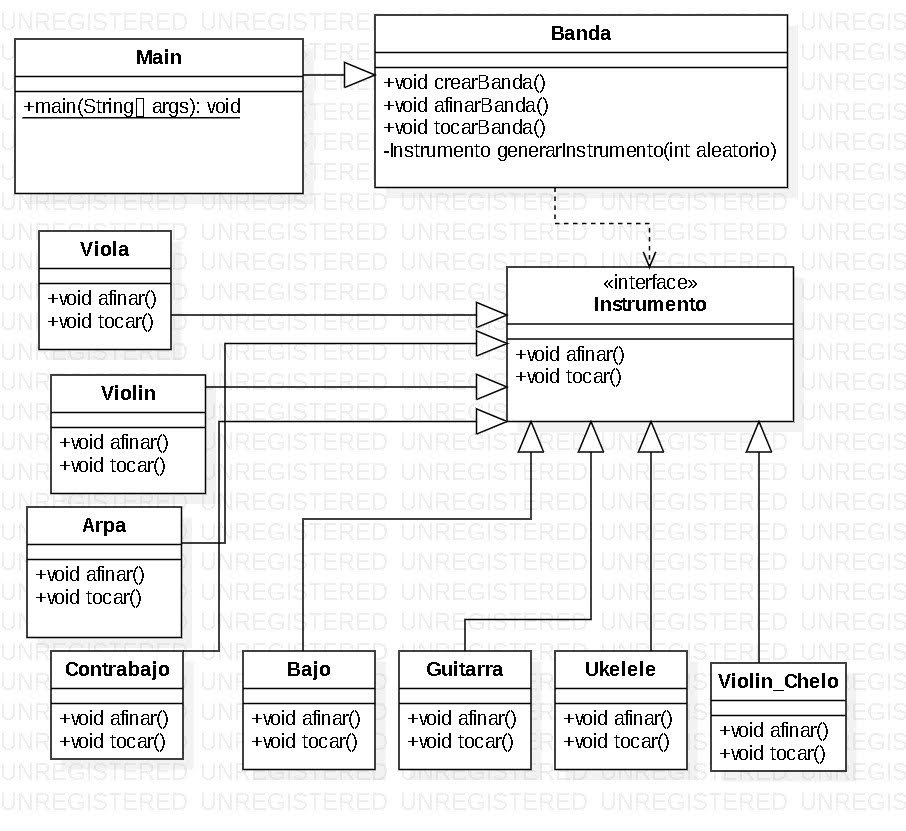 Main
+main(String[] args): void
Banda
+void crearBanda()
+void afinarBanda()
+void tocarBanda()
-Instrumento generarInstrumento(int aleatorio)
Viola
+void afinar()
+void tocar()
«interface»
Instrumento
+void afinar()
+void tocar()
Violin
+void afinar()
+void tocar()
Arpa
+void afinar()
+void tocar()
Contrabajo
+void afinar()
+void tocar()
Bajo
+void afinar()
+void tocar()
Guitarra
+void afinar()
+void tocar()
Ukelele
+void afinar()
+void tocar()
Violin_Chelo
+void afinar()
+void tocar()
UNREGISTERED